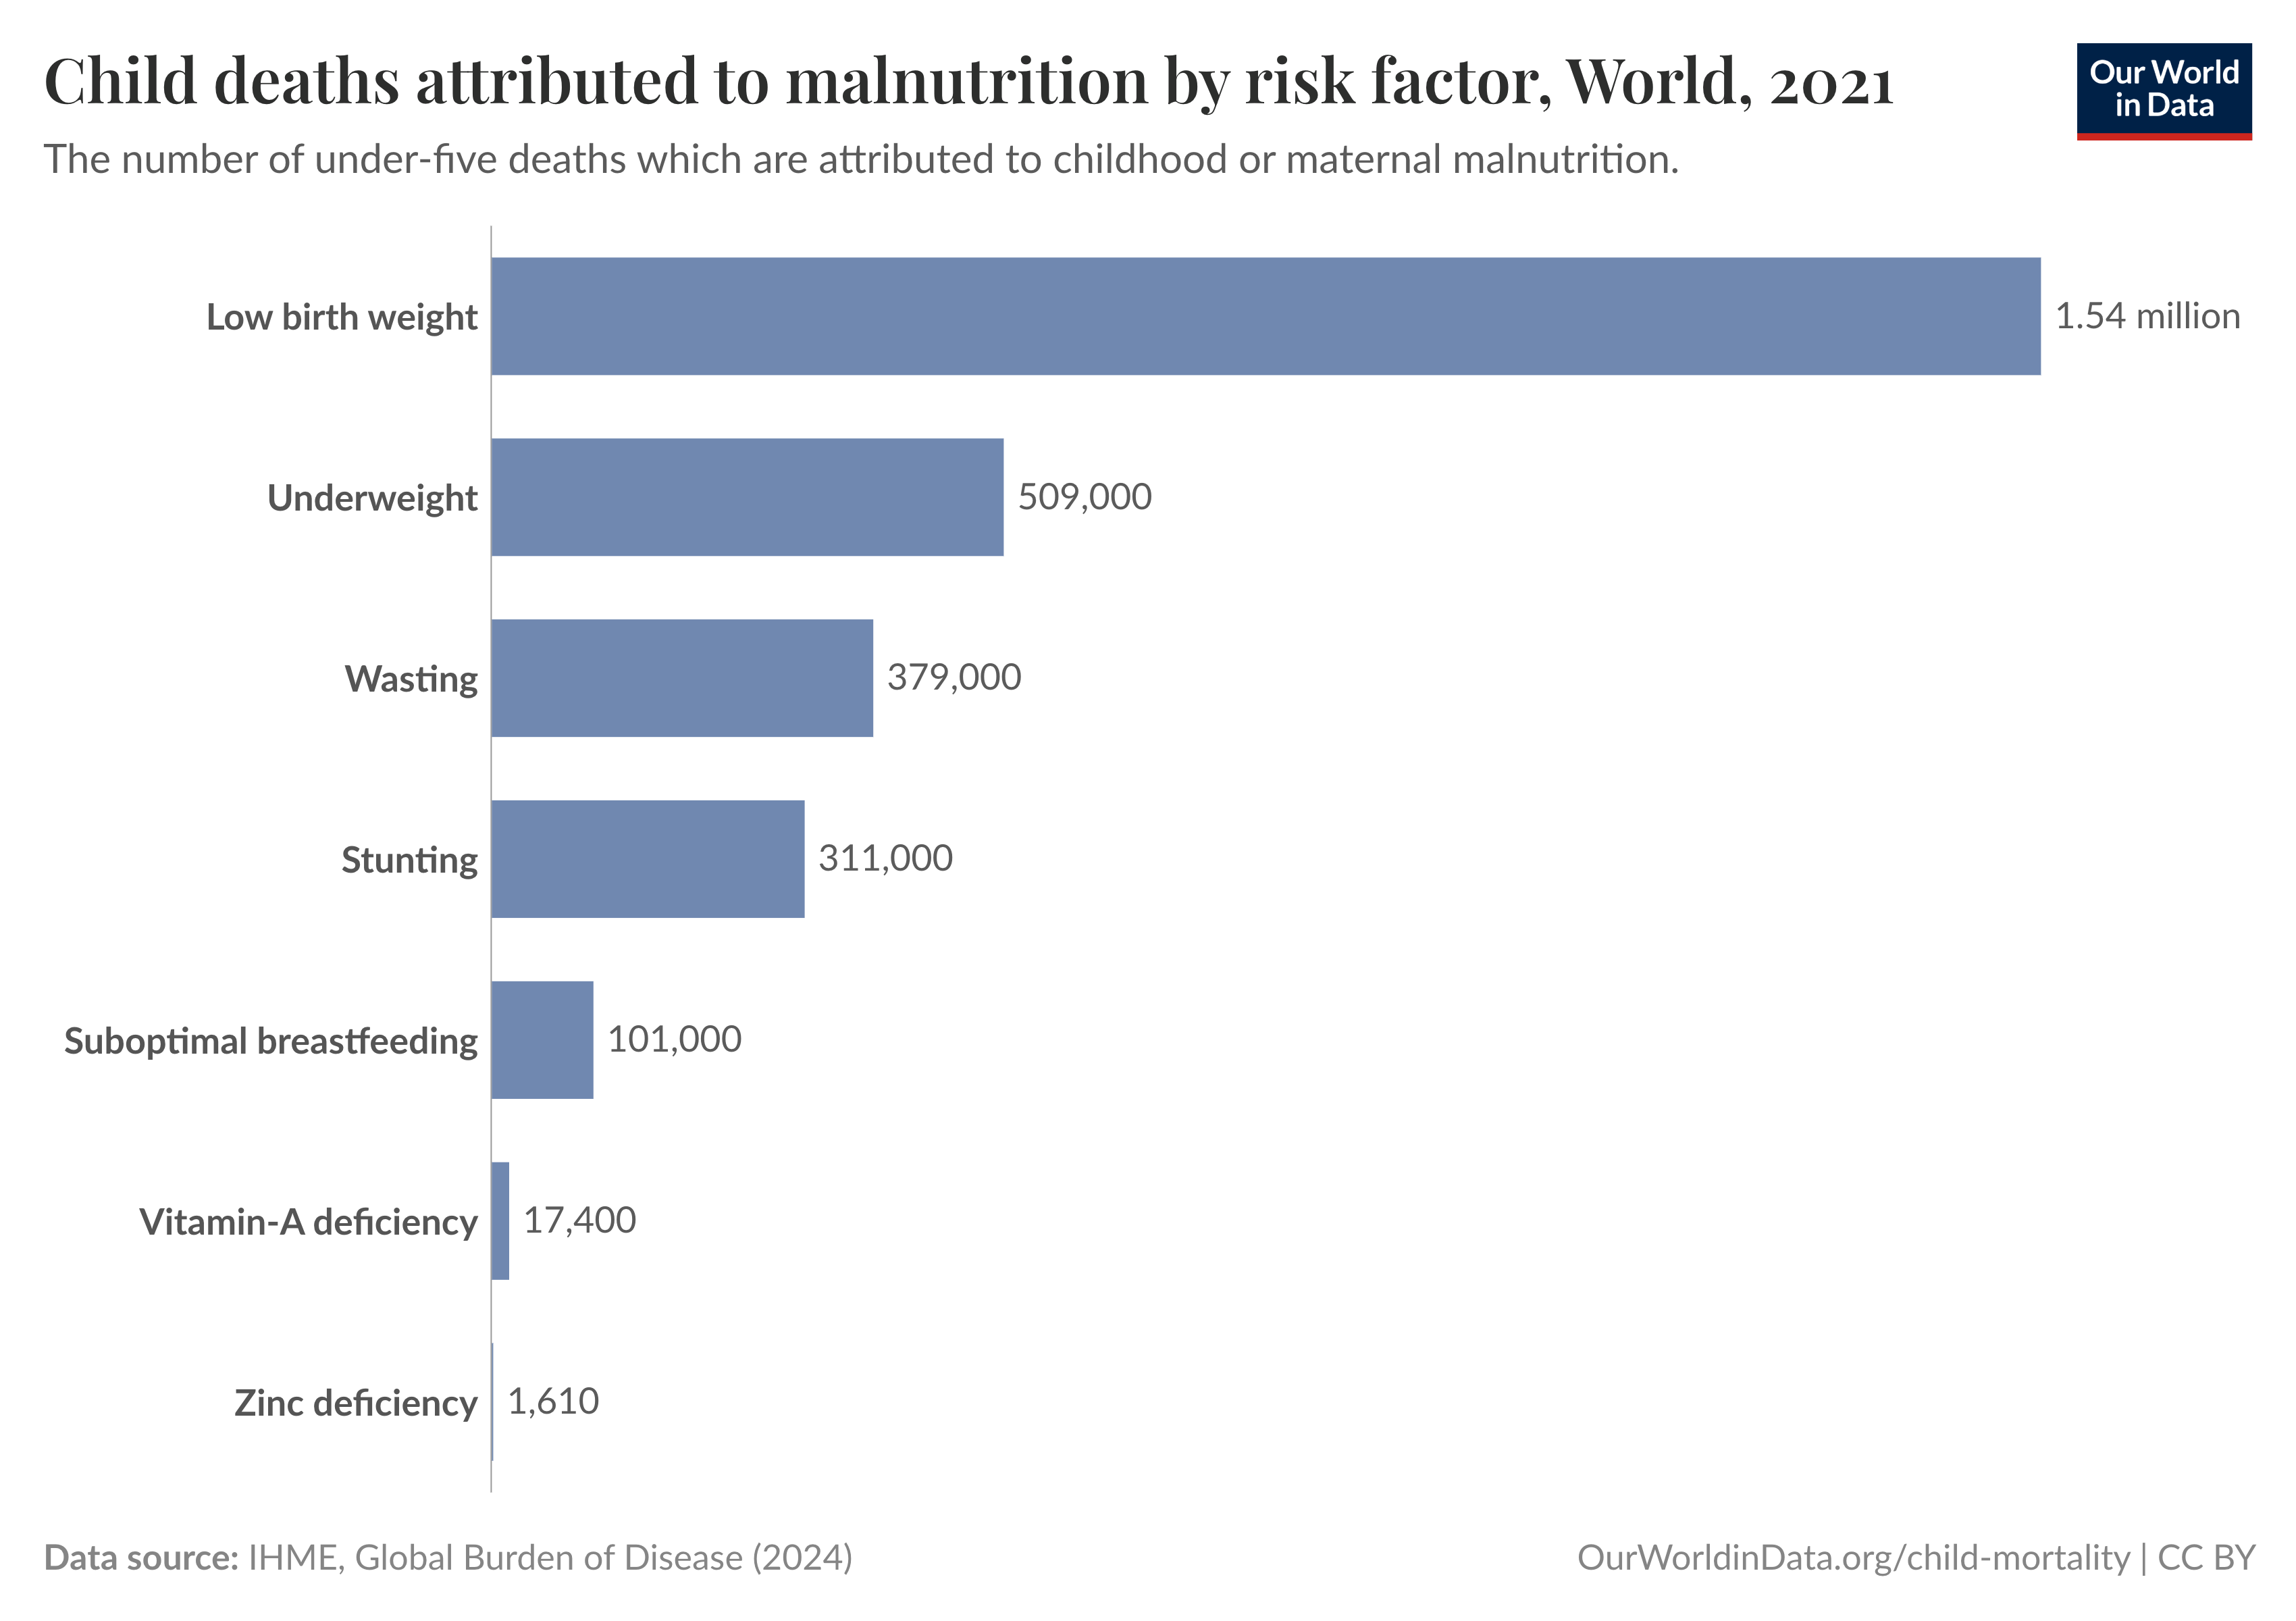 Child deaths attributed to malnutrition by risk factor, World, 2021
Our World
in Data
The number of under-five deaths which are attributed to childhood or maternal malnutrition.
Low birth weight 1.54 million
Underweight 509,000
Wasting 379,000
Stunting 311,000
Suboptimal breastfeeding 101,000
Vitamin-A deficiency 17,400
Zinc deficiency 1,610
Data source: IHME, Global Burden of Disease (2024)
OurWorldinData.org/child-mortality | CC BY